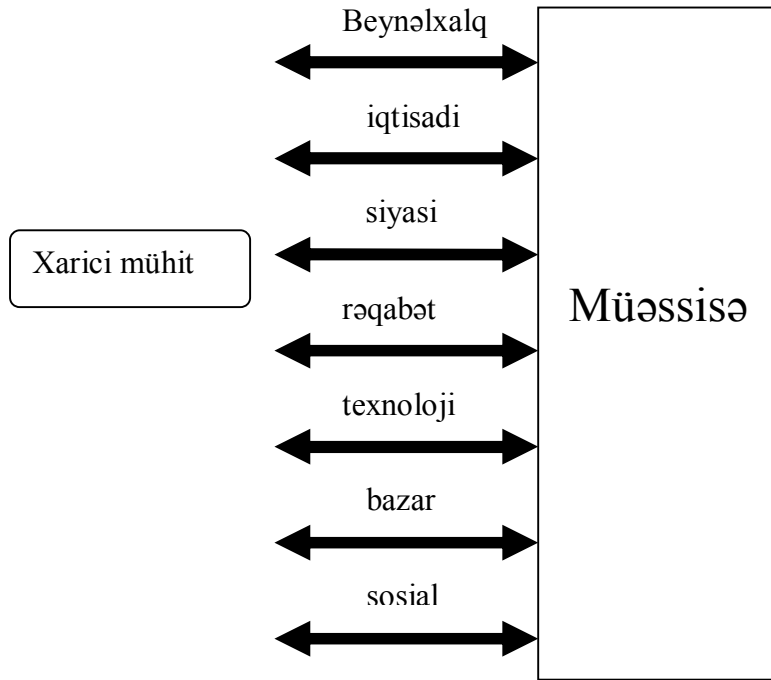 Beynəlxalq
iqtisadi
siyasi
Xarici mühit
rəqabət
Müəssisə
texnoloji
bazar
sosial